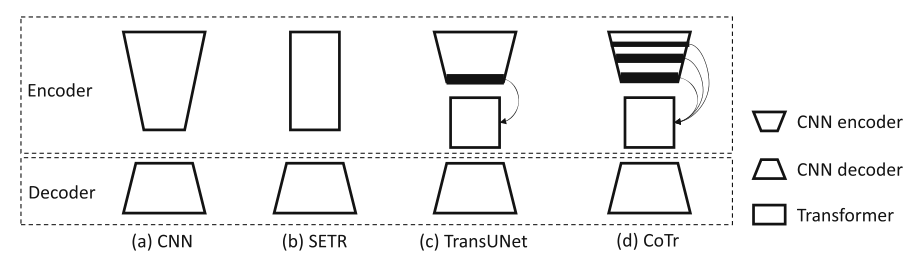 Encoder
Decoder
(a) CNN
(b) SETR
(c) TransUNet
(d) CoTr
CNN encoder
CNN decoder
Transformer